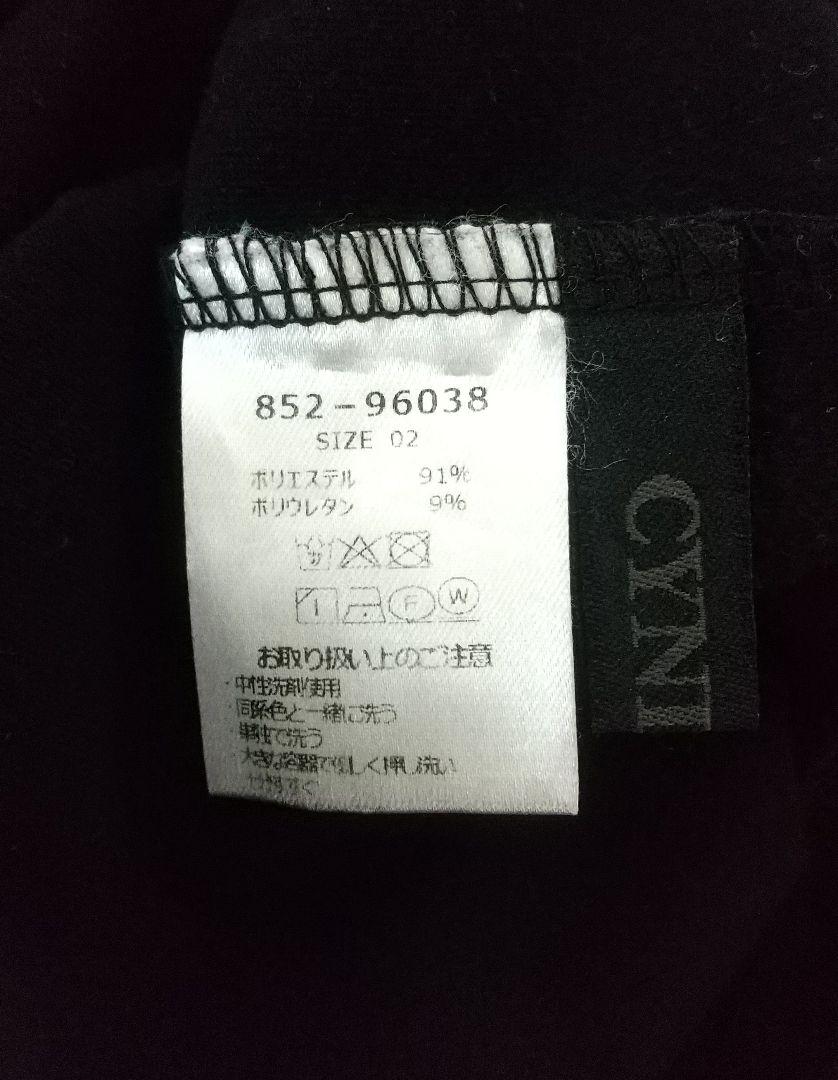 852-96038
SIZE 02
ポリエステル 91%
ポリウレタン 9%
F W
お取り扱い上のご注意
・中性洗剤使用
・同系色と一緒に洗う
単独で洗う
・大きな容器で優しく押し洗い
CYNI